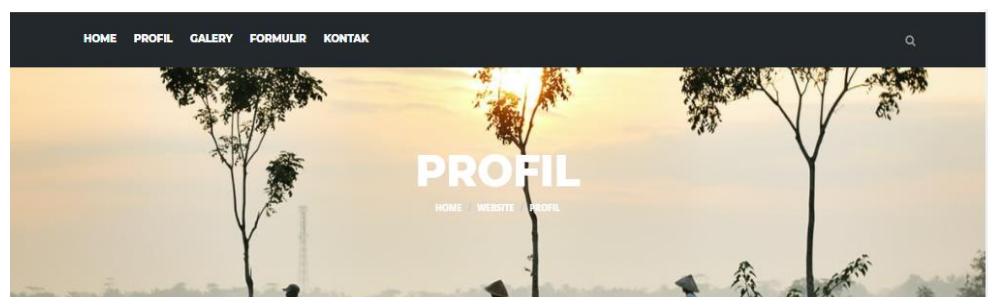 HOME PROFIL GALERY FORMULIR KONTAK
PROFIL
HOME / WEBSITE / PROFIL